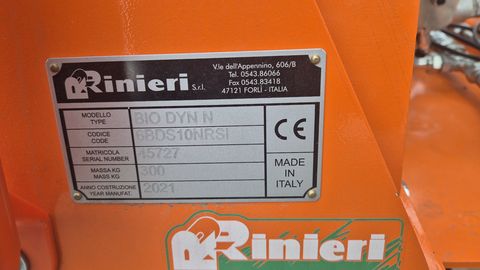 Rinieri S.r.l.
V.le dell'Appennino, 606/B
Tel. 0543.86066
Fax 0543.83418
47121 FORLÌ - ITALIA
MODELLO
TYPE
BIO DYN N
CODICE
CODE
6BDS10NRSI
MATRICOLA
SERIAL NUMBER
45727
MASSA KG
MASS KG
300
ANNO COSTRUZIONE
YEAR MANUFAT.
2021
CE
MADE IN
ITALY
Rinieri